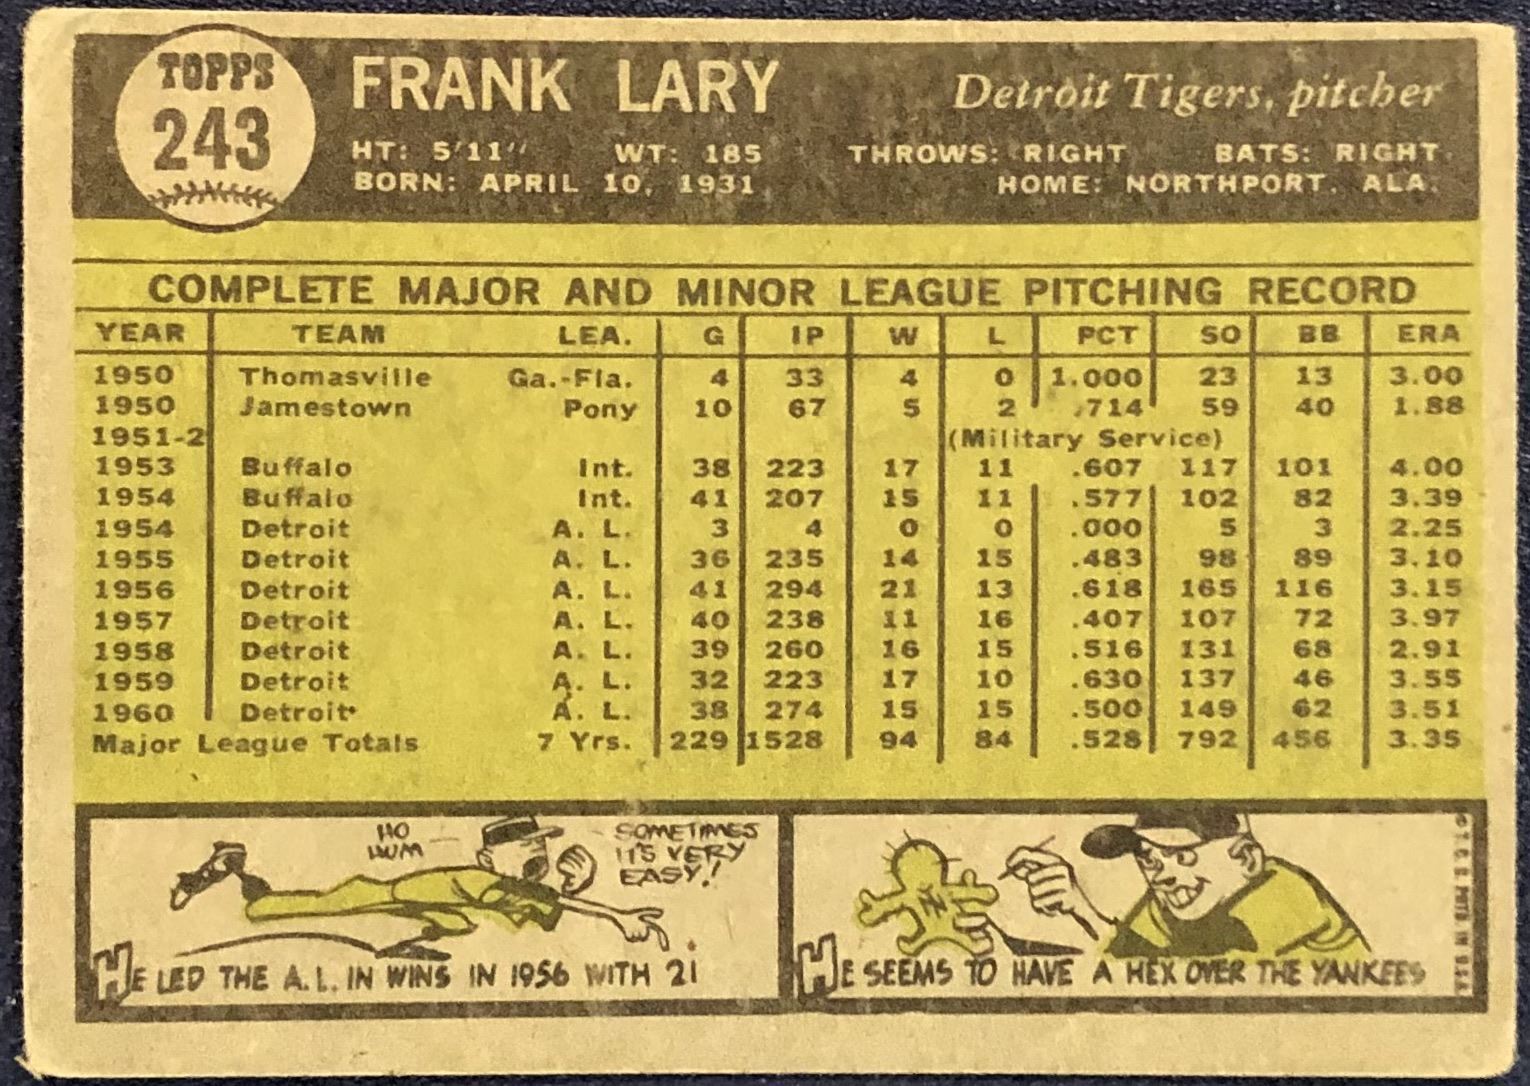 TOPPS
243
FRANK LARY
Detroit Tigers, pitcher
HT: 5'11" WT: 185 THROWS: RIGHT BATS: RIGHT
BORN: APRIL 10, 1931 HOME: NORTHPORT, ALA.
COMPLETE MAJOR AND MINOR LEAGUE PITCHING RECORD
YEAR TEAM LEA. G IP W L PCT SO BB ERA
1950 Thomasville Ga.-Fla. 4 33 4 0 1.000 23 13 3.00
1950 Jamestown Pony 10 67 5 2 .714 59 40 1.88
1951-2 (Military Service)
1953 Buffalo Int. 38 223 17 11 .607 117 101 4.00
1954 Buffalo Int. 41 207 15 11 .577 102 82 3.39
1954 Detroit A. L. 3 4 0 0 .000 5 3 2.25
1955 Detroit A. L. 36 235 14 15 .483 98 89 3.10
1956 Detroit A. L. 41 294 21 13 .618 165 116 3.15
1957 Detroit A. L. 40 238 11 16 .407 107 72 3.97
1958 Detroit A. L. 39 260 16 15 .516 131 68 2.91
1959 Detroit A. L. 32 223 17 10 .630 137 46 3.55
1960 Detroit A. L. 38 274 15 15 .500 149 62 3.51
Major League Totals 7 Yrs. 229 1528 94 84 .528 792 456 3.35
HO
HUM
SOMETIMES
IT'S VERY
EASY!
HE LED THE A.L. IN WINS IN 1956 WITH 21
NY
HE SEEMS TO HAVE A HEX OVER THE YANKEES
© T.C.G. PRTD IN U.S.A.